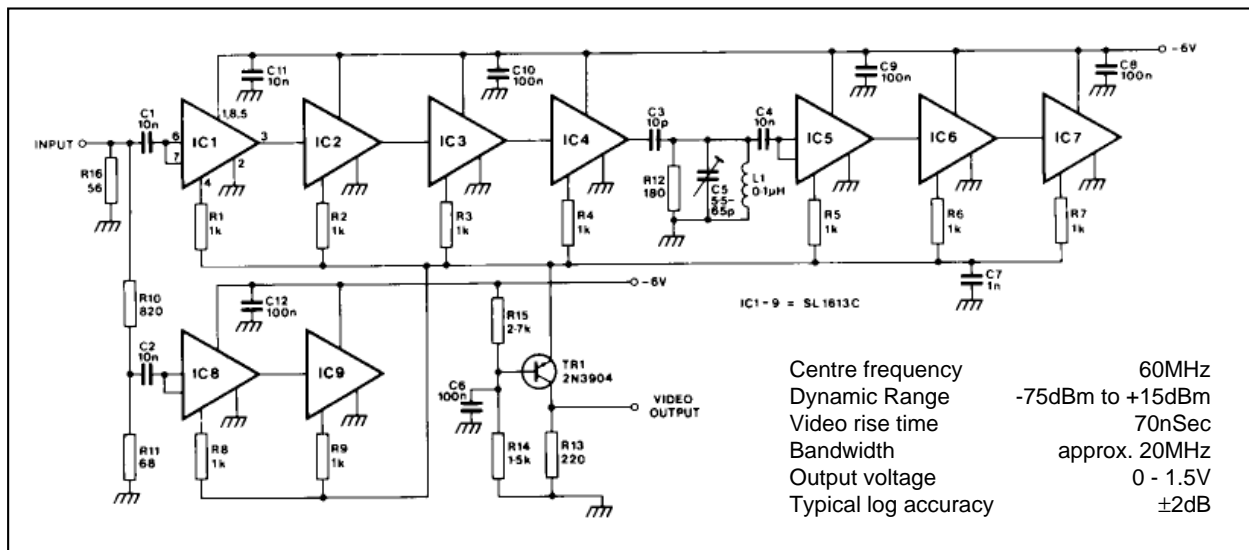 -6V
C11
10n
C10
100n
C9
100n
C8
100n
C1
10n
1,8,5
INPUT
6
7
IC1
3
2
4
IC2
IC3
IC4
C3
10p
C4
10n
IC5
IC6
IC7
R16
56
R12
180
C5
5·5-
65p
L1
0·1µH
R1
1k
R2
1k
R3
1k
R4
1k
R5
1k
R6
1k
R7
1k
C7
1n
IC1-9 = SL1613C
R10
820
C12
100n
-6V
R15
2·7k
C2
10n
IC8
IC9
TR1
2N3904
C6
100n
VIDEO
OUTPUT
R11
68
R8
1k
R9
1k
R14
1·5k
R13
220
Centre frequency 60MHz
Dynamic Range -75dBm to +15dBm
Video rise time 70nSec
Bandwidth approx. 20MHz
Output voltage 0 - 1.5V
Typical log accuracy ±2dB